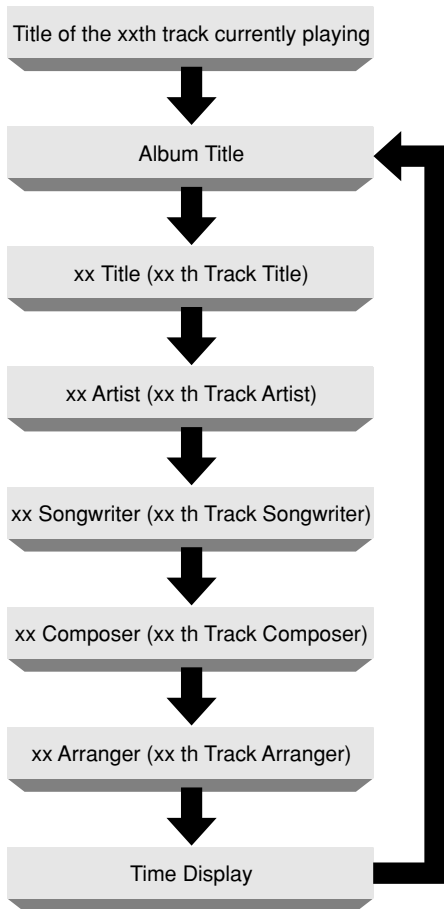 Title of the xxth track currently playing
Album Title
xx Title (xx th Track Title)
xx Artist (xx th Track Artist)
xx Songwriter (xx th Track Songwriter)
xx Composer (xx th Track Composer)
xx Arranger (xx th Track Arranger)
Time Display